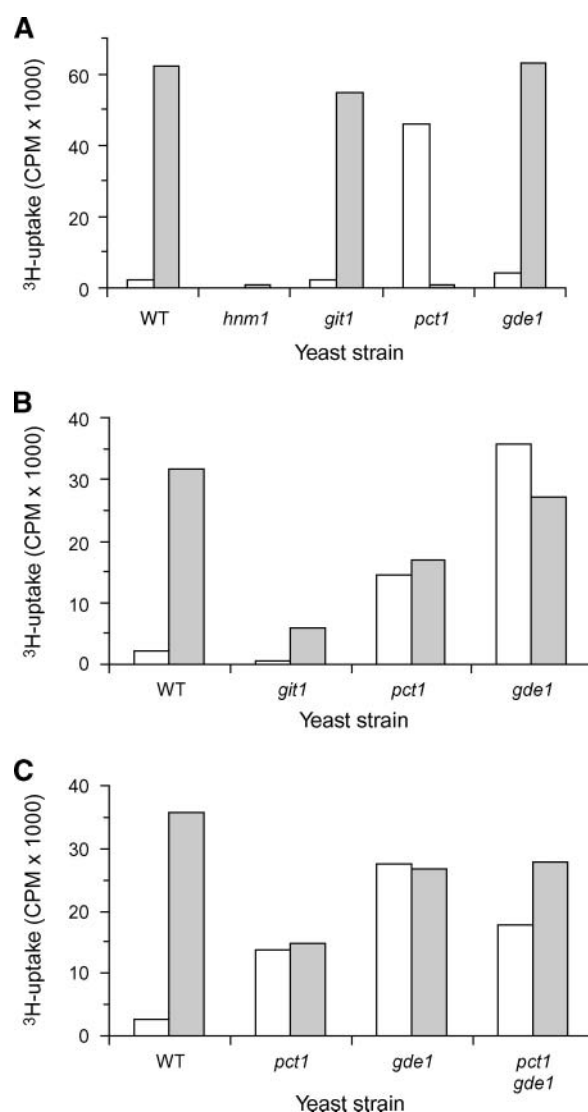 A
³H-uptake (CPM x 1000)
60
40
20
0
WT hnm1 git1 pct1 gde1
Yeast strain
B
³H-uptake (CPM x 1000)
40
30
20
10
0
WT git1 pct1 gde1
Yeast strain
C
³H-uptake (CPM x 1000)
40
30
20
10
0
WT pct1 gde1 pct1
gde1
Yeast strain